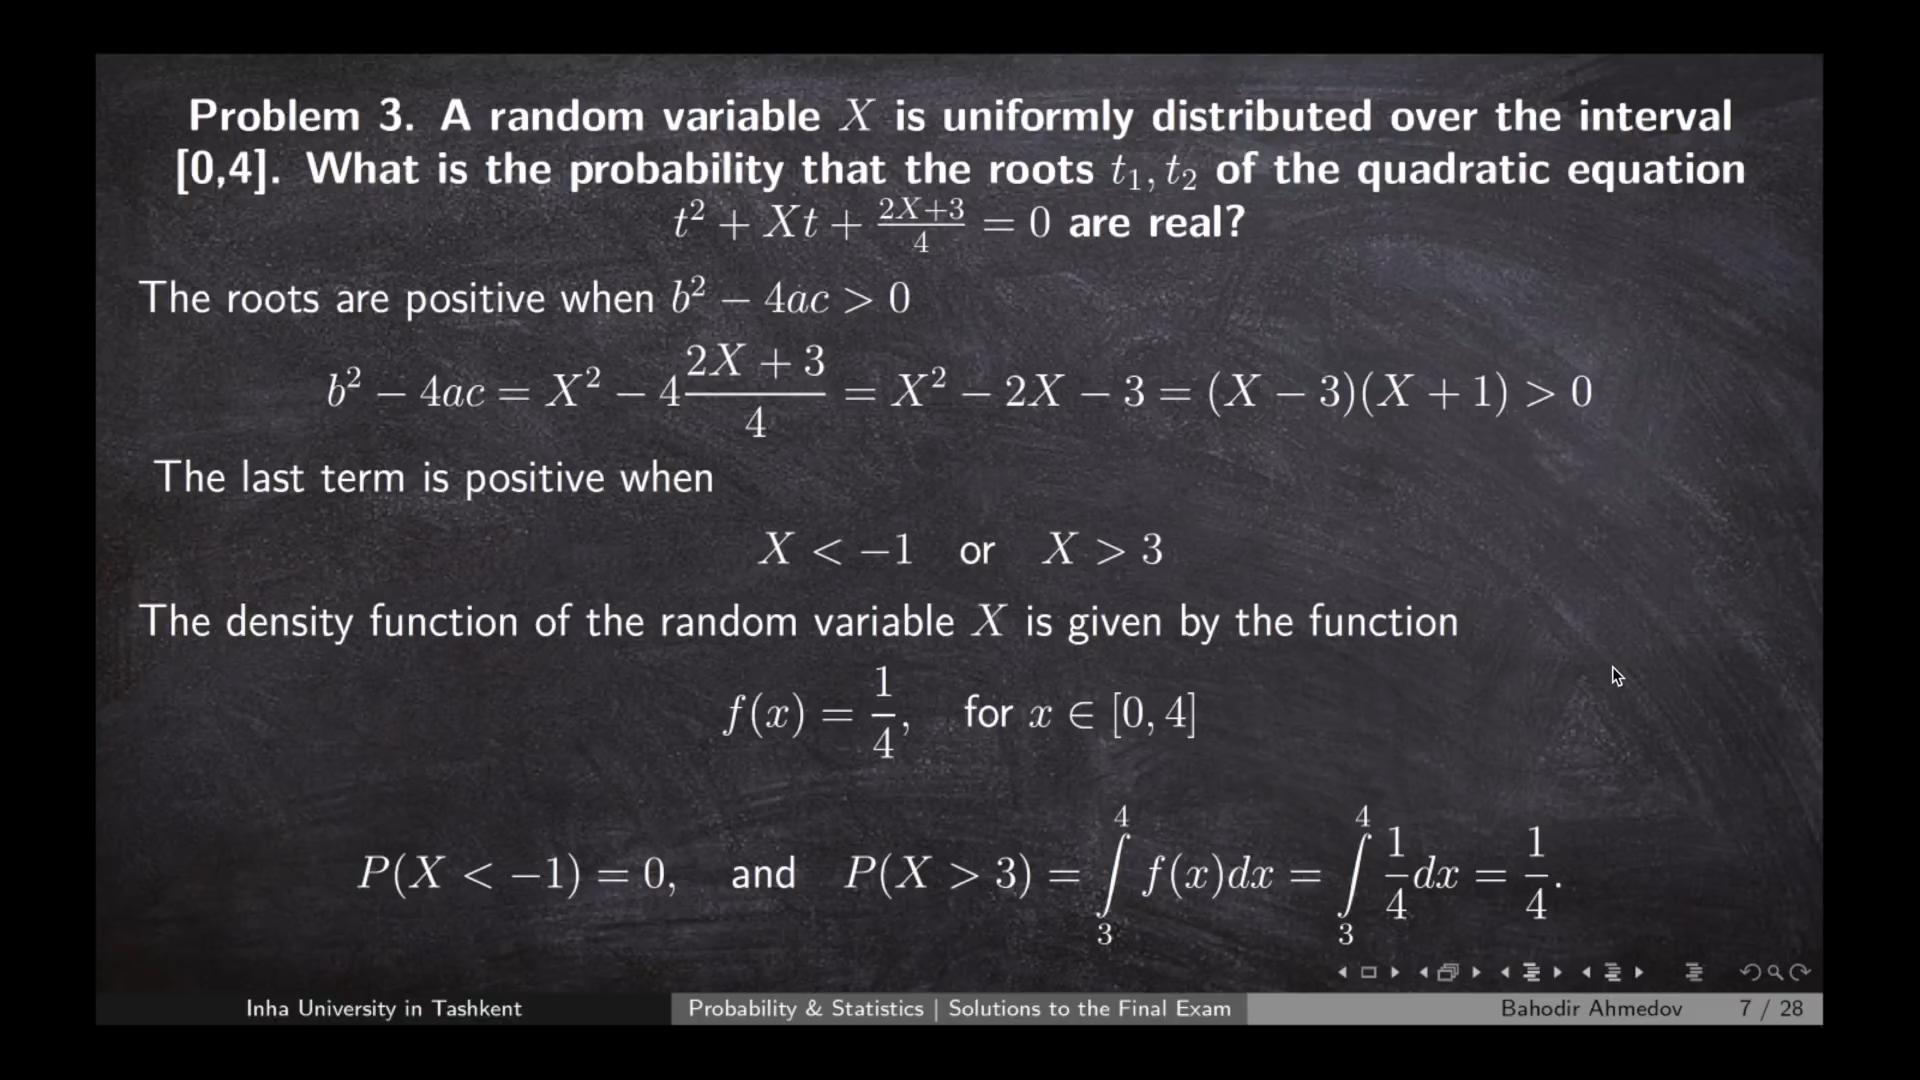 Problem 3. A random variable X is uniformly distributed over the interval
[0,4]. What is the probability that the roots t₁, t₂ of the quadratic equation
t² + Xt + (2X+3)/4 = 0 are real?
The roots are positive when b² − 4ac > 0
b² − 4ac = X² − 4 (2X + 3)/4 = X² − 2X − 3 = (X − 3)(X + 1) > 0
The last term is positive when
X < −1 or X > 3
The density function of the random variable X is given by the function
f(x) = 1/4, for x ∈ [0, 4]
P(X < −1) = 0, and P(X > 3) = ∫₃⁴ f(x)dx = ∫₃⁴ 1/4 dx = 1/4.
Inha University in Tashkent Probability & Statistics | Solutions to the Final Exam Bahodir Ahmedov 7 / 28